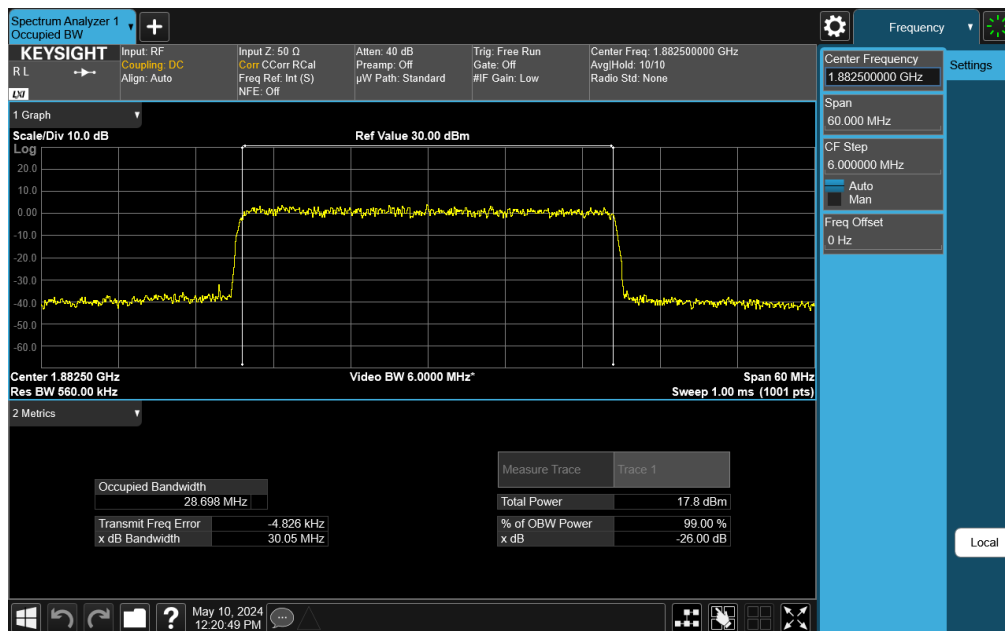 Spectrum Analyzer 1
Occupied BW
Frequency
KEYSIGHT
R L
LXI
Input: RF
Coupling: DC
Align: Auto
Input Z: 50 Ω
Corr CCorr RCal
Freq Ref: Int (S)
NFE: Off
Atten: 40 dB
Preamp: Off
µW Path: Standard
Trig: Free Run
Gate: Off
#IF Gain: Low
Center Freq: 1.882500000 GHz
Avg|Hold: 10/10
Radio Std: None
Center Frequency
1.882500000 GHz
Settings
Span
60.000 MHz
CF Step
6.000000 MHz
Auto
Man
Freq Offset
0 Hz
1 Graph
Scale/Div 10.0 dB
Ref Value 30.00 dBm
Log
20.0
10.0
0.00
-10.0
-20.0
-30.0
-40.0
-50.0
-60.0
Center 1.88250 GHz
Video BW 6.0000 MHz*
Span 60 MHz
Res BW 560.00 kHz
Sweep 1.00 ms (1001 pts)
2 Metrics
Measure Trace
Trace 1
Occupied Bandwidth
28.698 MHz
Total Power
17.8 dBm
Transmit Freq Error
-4.826 kHz
% of OBW Power
99.00 %
x dB Bandwidth
30.05 MHz
x dB
-26.00 dB
Local
?
May 10, 2024
12:20:49 PM